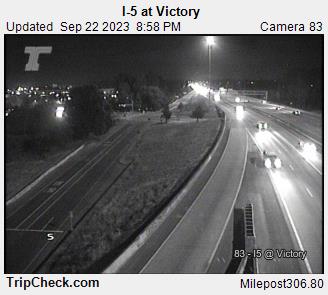 I-5 at Victory
Updated Sep 22 2023 8:58 PM Camera 83
T
S
83 - I5 @ Victory
TripCheck.com Milepost306.80